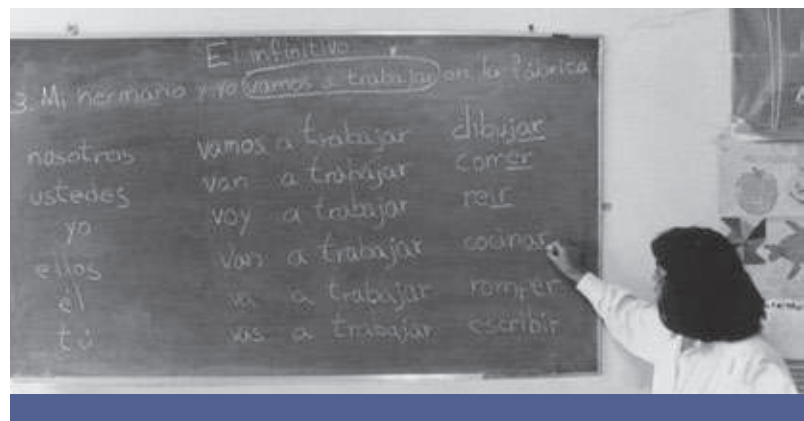 El infinitivo
3. Mi hermano y yo vamos a trabajar en la fábrica
nosotros vamos a trabajar dibujar
ustedes van a trabajar comer
yo voy a trabajar reir
ellos van a trabajar cocinar
él va a trabajar romper
tú vas a trabajar escribir